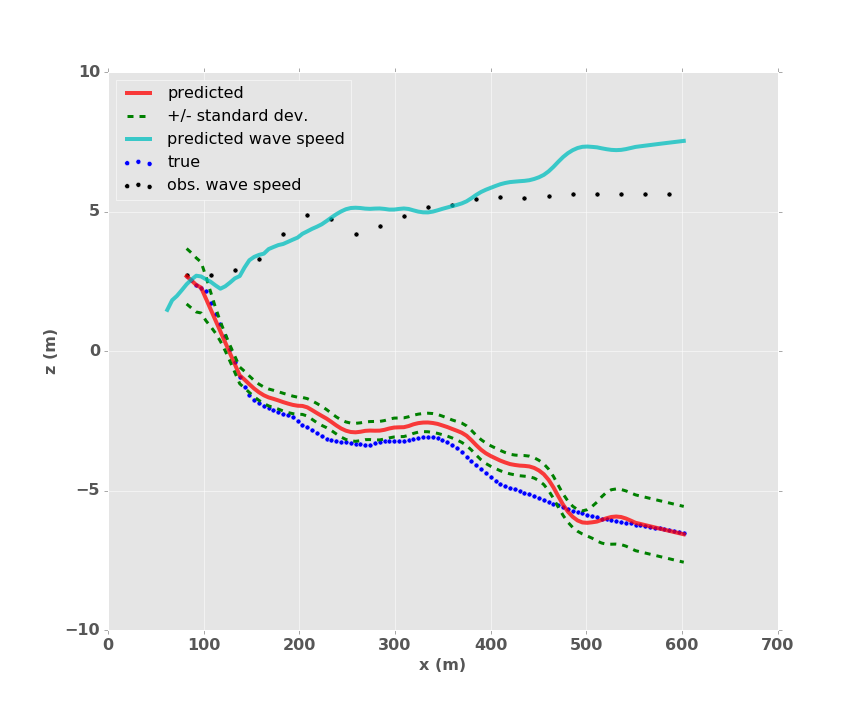 10
5
0
−5
−10
z (m)
predicted
+/- standard dev.
predicted wave speed
true
obs. wave speed
0 100 200 300 400 500 600 700
x (m)